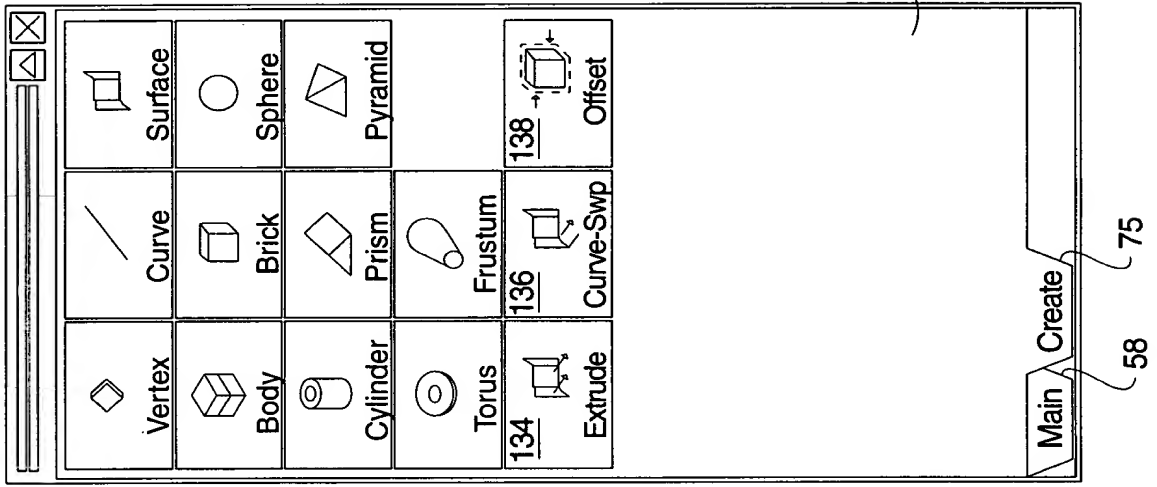 Vertex Curve Surface
Body Brick Sphere
Cylinder Prism Pyramid
Torus Frustum
134 136 138
Extrude Curve-Swp Offset
Main Create
58 75